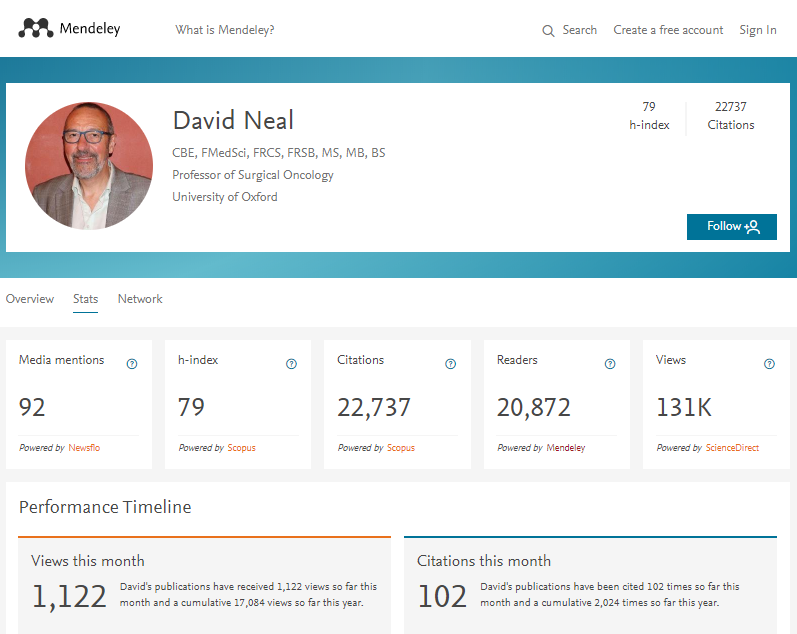 Mendeley
What is Mendeley?
Search
Create a free account
Sign In
David Neal
CBE, FMedSci, FRCS, FRSB, MS, MB, BS
Professor of Surgical Oncology
University of Oxford
79
h-index
22737
Citations
Follow
Overview
Stats
Network
Media mentions
?
92
Powered by Newsflo
h-index
?
79
Powered by Scopus
Citations
?
22,737
Powered by Scopus
Readers
?
20,872
Powered by Mendeley
Views
?
131K
Powered by ScienceDirect
Performance Timeline
Views this month
1,122
David's publications have received 1,122 views so far this
month and a cumulative 17,084 views so far this year.
Citations this month
102
David's publications have been cited 102 times so far this
month and a cumulative 2,024 times so far this year.